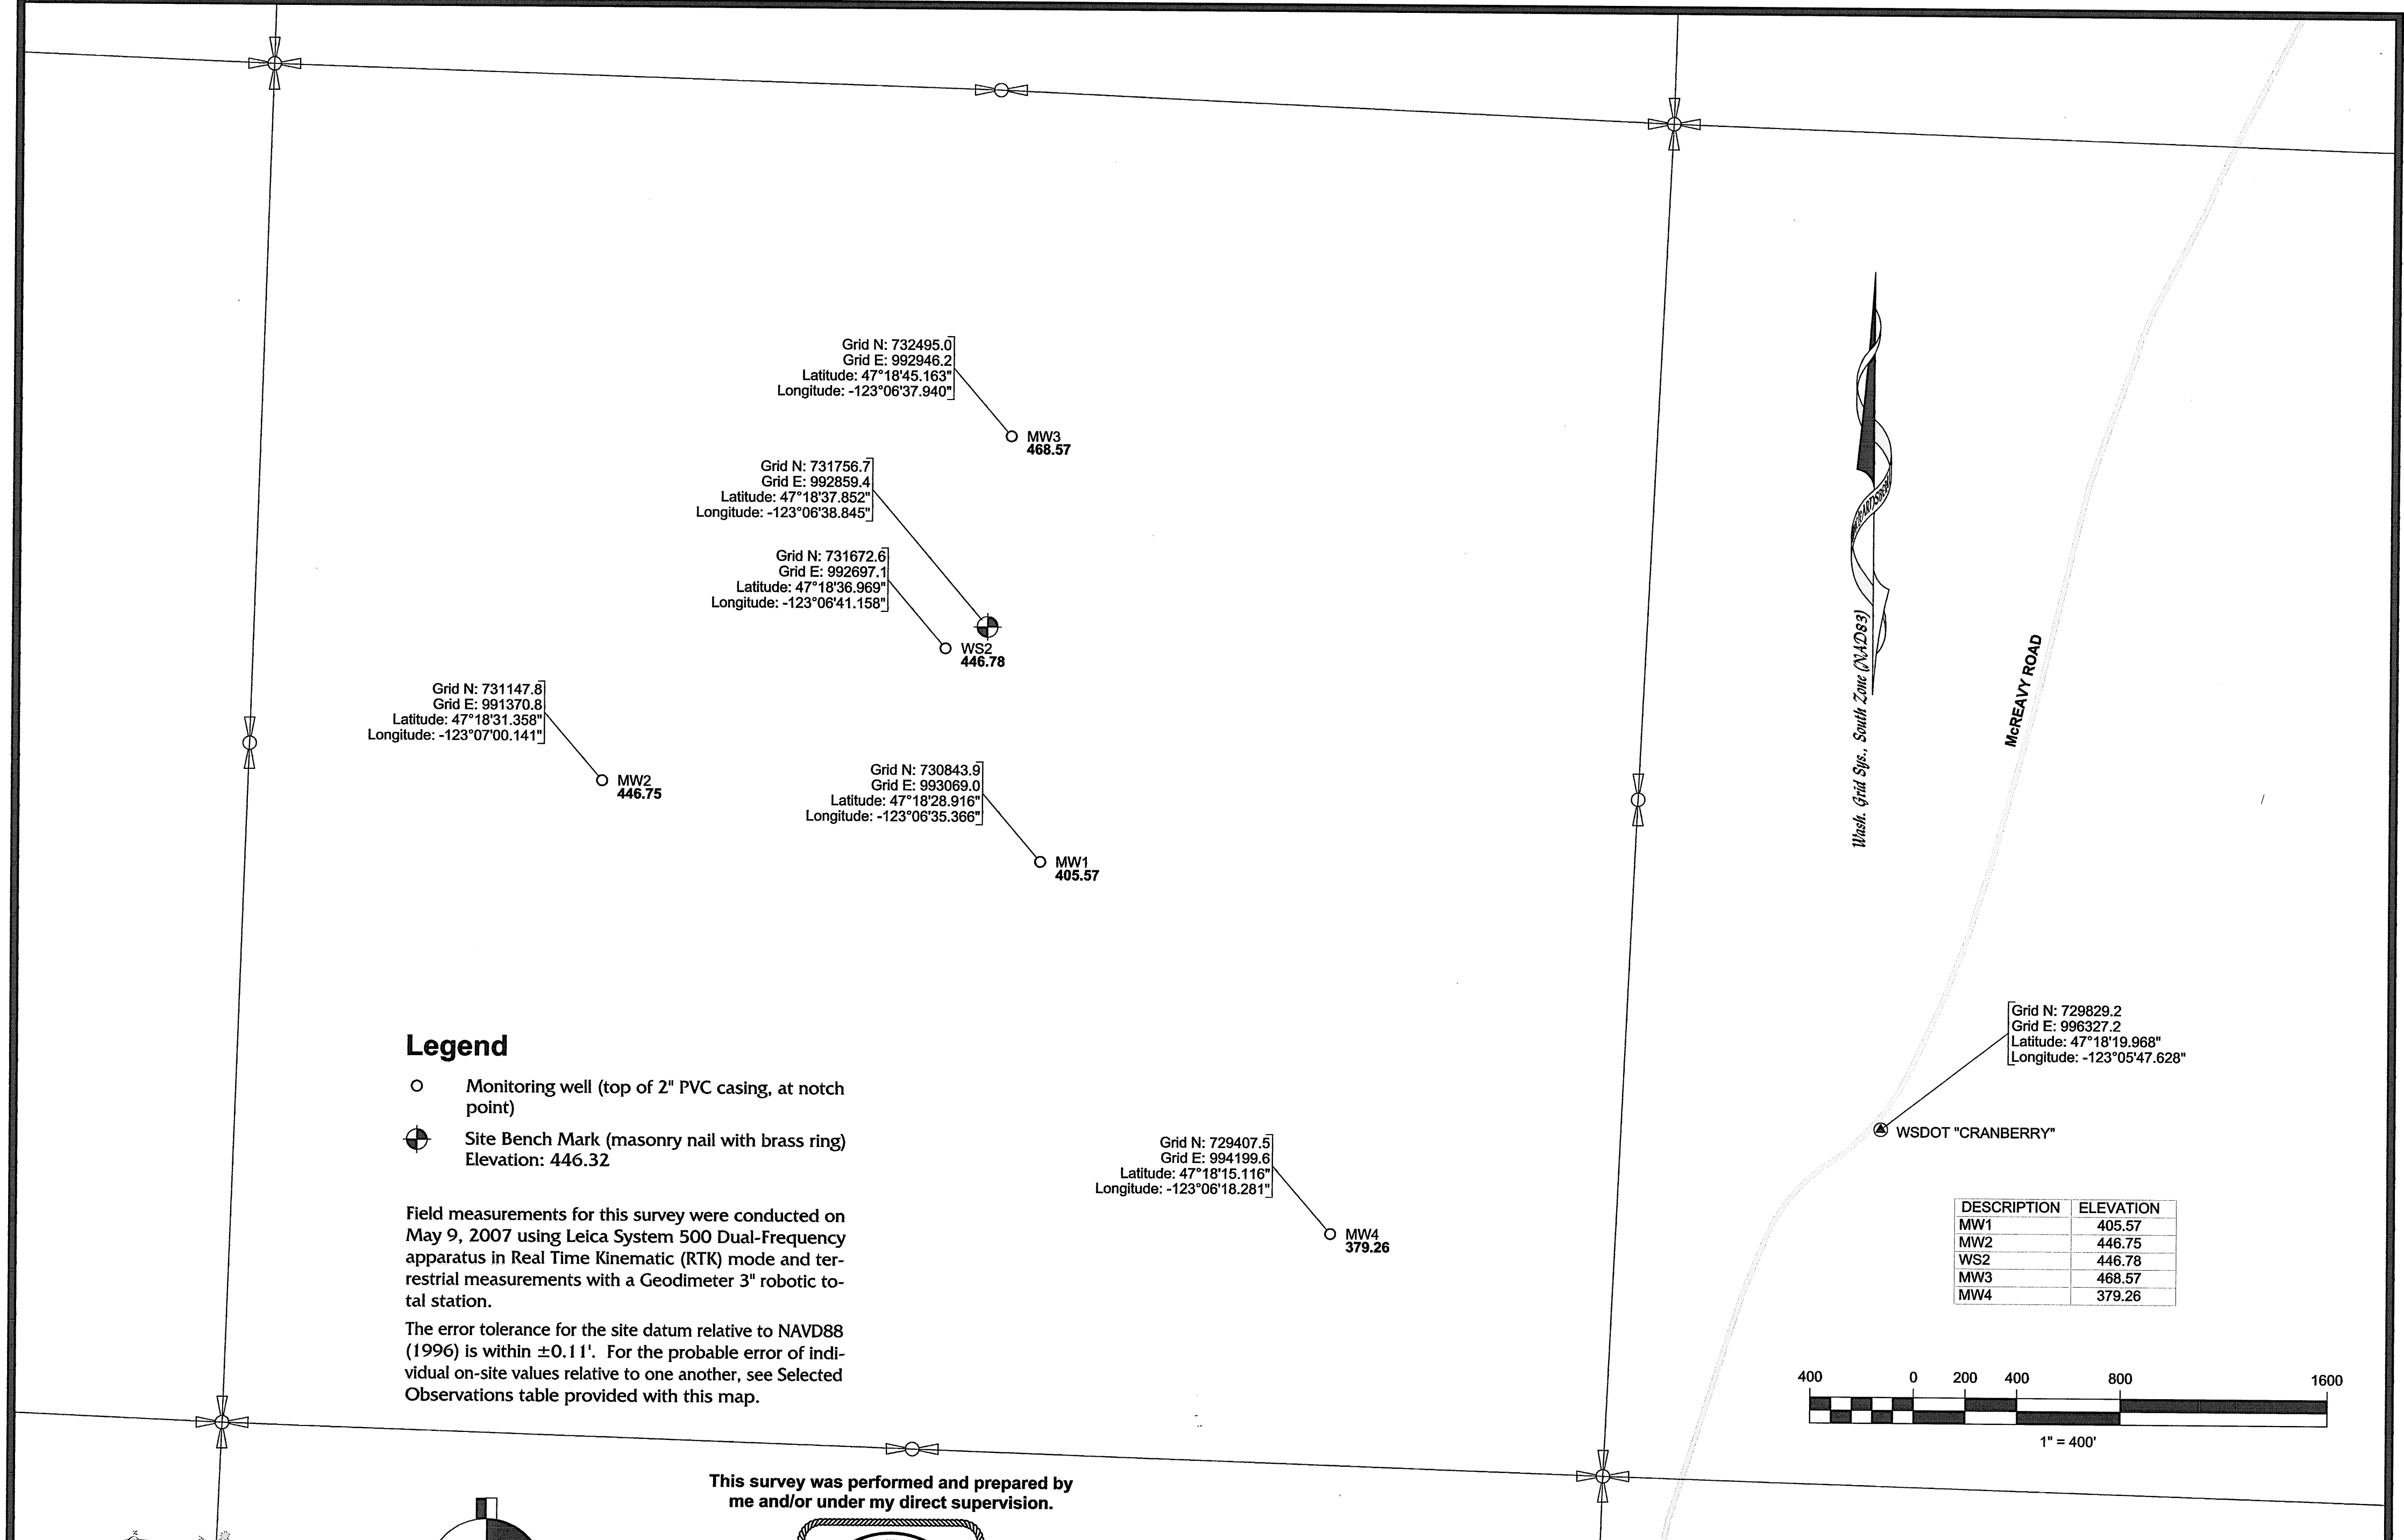 Grid N: 732495.0
Grid E: 992946.2
Latitude: 47°18'45.163"
Longitude: -123°06'37.940"
MW3
468.57
Grid N: 731756.7
Grid E: 992859.4
Latitude: 47°18'37.852"
Longitude: -123°06'38.845"
Grid N: 731672.6
Grid E: 992697.1
Latitude: 47°18'36.969"
Longitude: -123°06'41.158"
WS2
446.78
Grid N: 731147.8
Grid E: 991370.8
Latitude: 47°18'31.358"
Longitude: -123°07'00.141"
MW2
446.75
Grid N: 730843.9
Grid E: 993069.0
Latitude: 47°18'28.916"
Longitude: -123°06'35.366"
MW1
405.57
Wash. Grid Sys., South Zone (NAD83)
McREAVY ROAD
Grid N: 729829.2
Grid E: 996327.2
Latitude: 47°18'19.968"
Longitude: -123°05'47.628"
WSDOT "CRANBERRY"
Legend
Monitoring well (top of 2" PVC casing, at notch
point)
Site Bench Mark (masonry nail with brass ring)
Elevation: 446.32
Field measurements for this survey were conducted on
May 9, 2007 using Leica System 500 Dual-Frequency
apparatus in Real Time Kinematic (RTK) mode and ter-
restrial measurements with a Geodimeter 3" robotic to-
tal station.
The error tolerance for the site datum relative to NAVD88
(1996) is within ±0.11'. For the probable error of indi-
vidual on-site values relative to one another, see Selected
Observations table provided with this map.
Grid N: 729407.5
Grid E: 994199.6
Latitude: 47°18'15.116"
Longitude: -123°06'18.281"
MW4
379.26
DESCRIPTION ELEVATION
MW1 405.57
MW2 446.75
WS2 446.78
MW3 468.57
MW4 379.26
400 0 200 400 800 1600
1" = 400'
This survey was performed and prepared by
me and/or under my direct supervision.